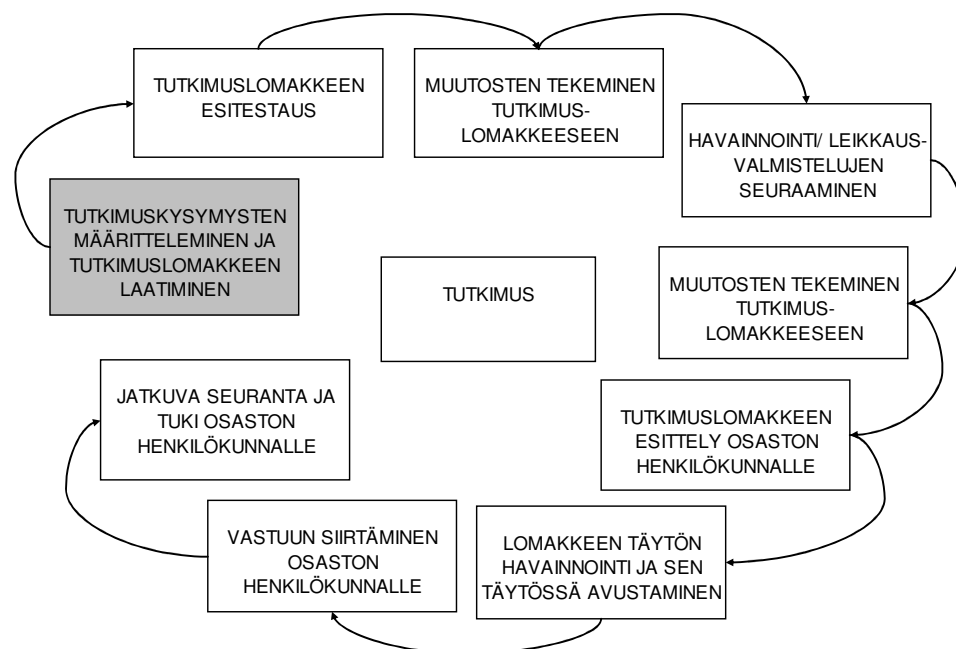 TUTKIMUSLOMAKKEEN
ESITESTAUS
MUUTOSTEN TEKEMINEN
TUTKIMUS-
LOMAKKEESEEN
HAVAINNOINTI/ LEIKKAUS-
VALMISTELUJEN
SEURAAMINEN
TUTKIMUSKYSYMYSTEN
MÄÄRITTELEMINEN JA
TUTKIMUSLOMAKKEEN
LAATIMINEN
TUTKIMUS
MUUTOSTEN TEKEMINEN
TUTKIMUS-
LOMAKKEESEEN
JATKUVA SEURANTA JA
TUKI OSASTON
HENKILÖKUNNALLE
TUTKIMUSLOMAKKEEN
ESITTELY OSASTON
HENKILÖKUNNALLE
VASTUUN SIIRTÄMINEN
OSASTON
HENKILÖKUNNALLE
LOMAKKEEN TÄYTÖN
HAVAINNOINTI JA SEN
TÄYTÖSSÄ AVUSTAMINEN